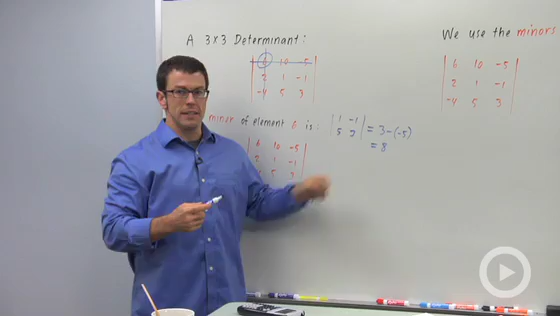 A 3x3 Determinant:
6 10 -5
2 1 -1
-4 5 3
minor of element 6 is:
1 -1
5 3
= 3-(-5)
= 8
6 10 -5
2 1 -1
5 3
We use the minors
6 10 -5
2 1 -1
-4 5 3